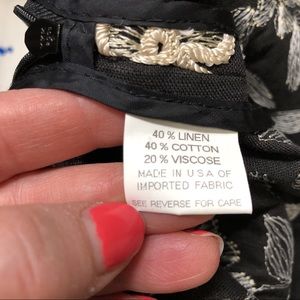 40 % LINEN
40 % COTTON
20 % VISCOSE
MADE IN U S A OF
IMPORTED FABRIC
SEE REVERSE FOR CARE